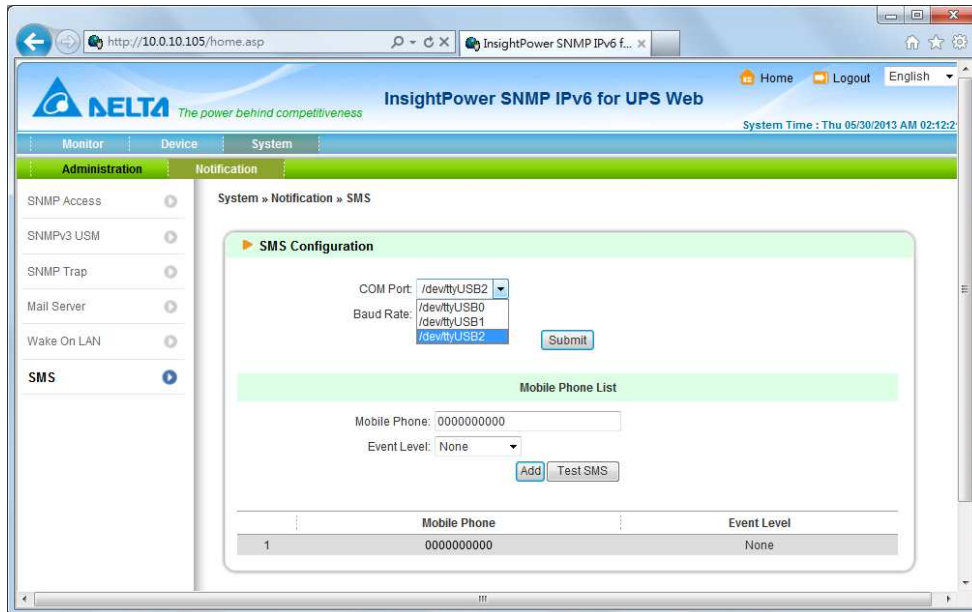 http://10.0.10.105/home.asp
InsightPower SNMP IPv6 f...
Home Logout English
DELTA The power behind competitiveness
InsightPower SNMP IPv6 for UPS Web
System Time : Thu 05/30/2013 AM 02:12:2
Monitor Device System
Administration Notification
SNMP Access
SNMPv3 USM
SNMP Trap
Mail Server
Wake On LAN
SMS
System » Notification » SMS
SMS Configuration
COM Port: /dev/ttyUSB2
Baud Rate:
/dev/ttyUSB0
/dev/ttyUSB1
/dev/ttyUSB2
Submit
Mobile Phone List
Mobile Phone: 0000000000
Event Level: None
Add Test SMS
Mobile Phone Event Level
1 0000000000 None